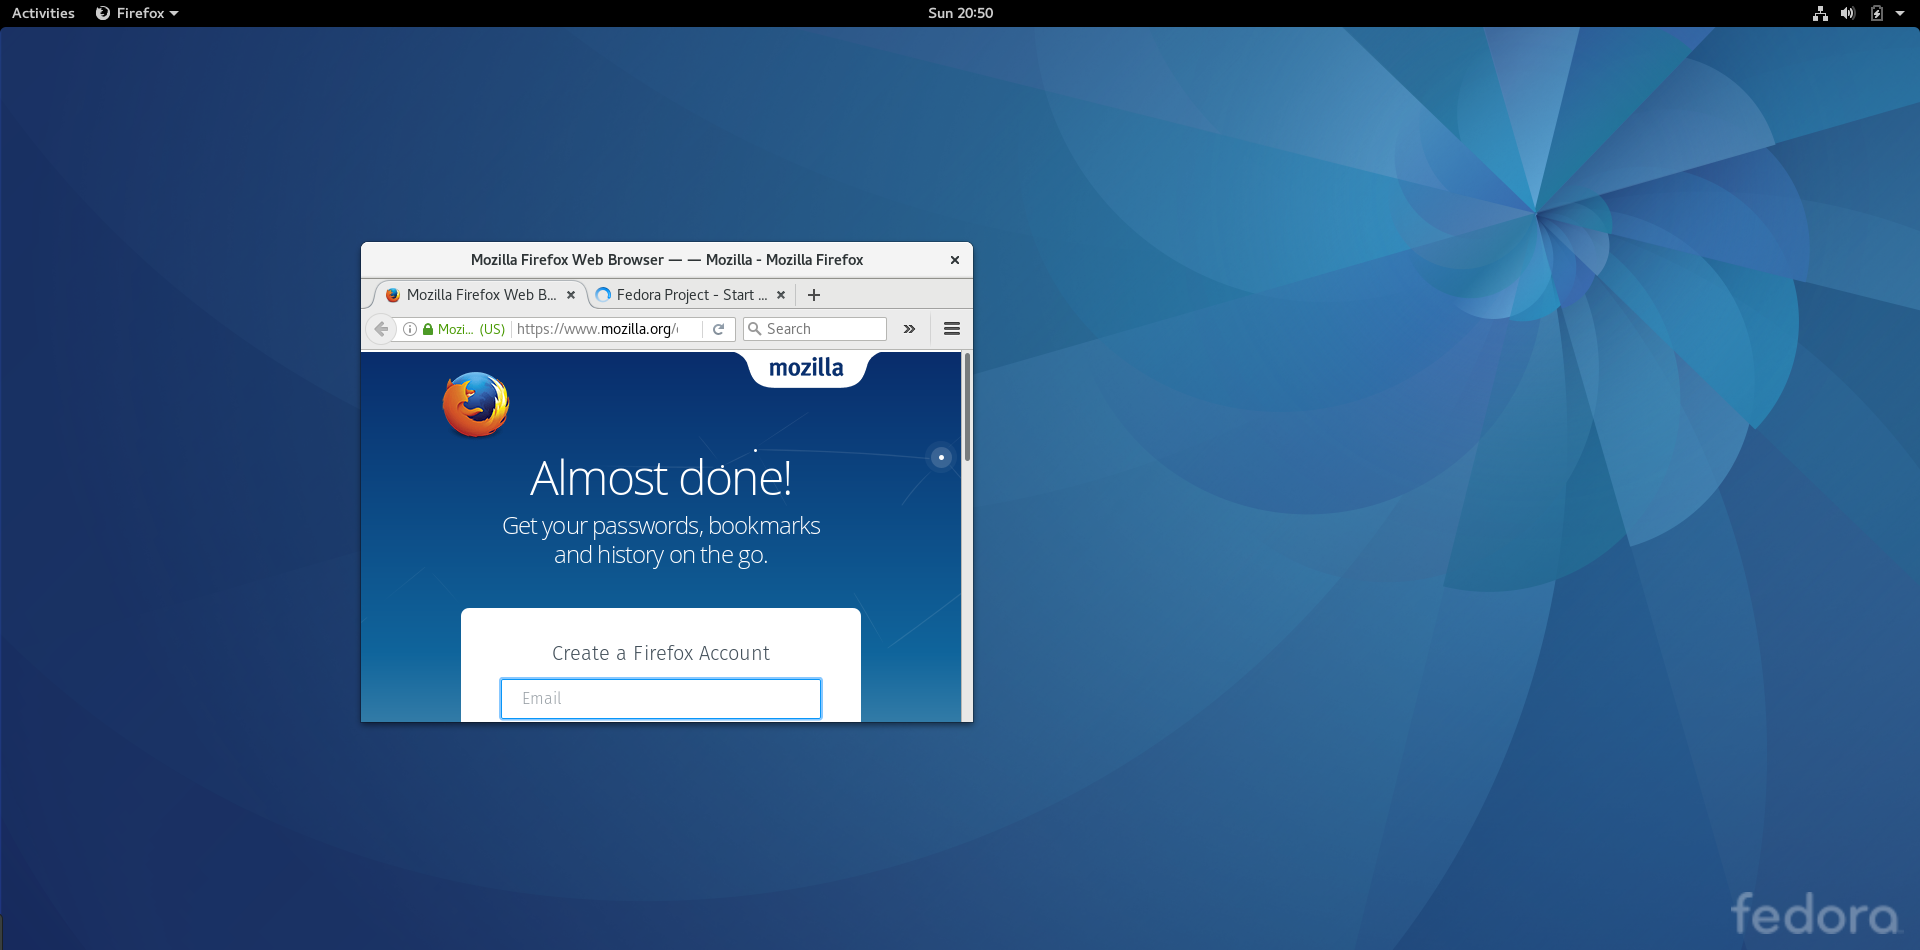 Activities Firefox Sun 20:50
Mozilla Firefox Web Browser — — Mozilla - Mozilla Firefox
Mozilla Firefox Web B... Fedora Project - Start ...
Mozi... (US) https://www.mozilla.org/ Search
mozilla
Almost done!
Get your passwords, bookmarks
and history on the go.
Create a Firefox Account
Email
fedora